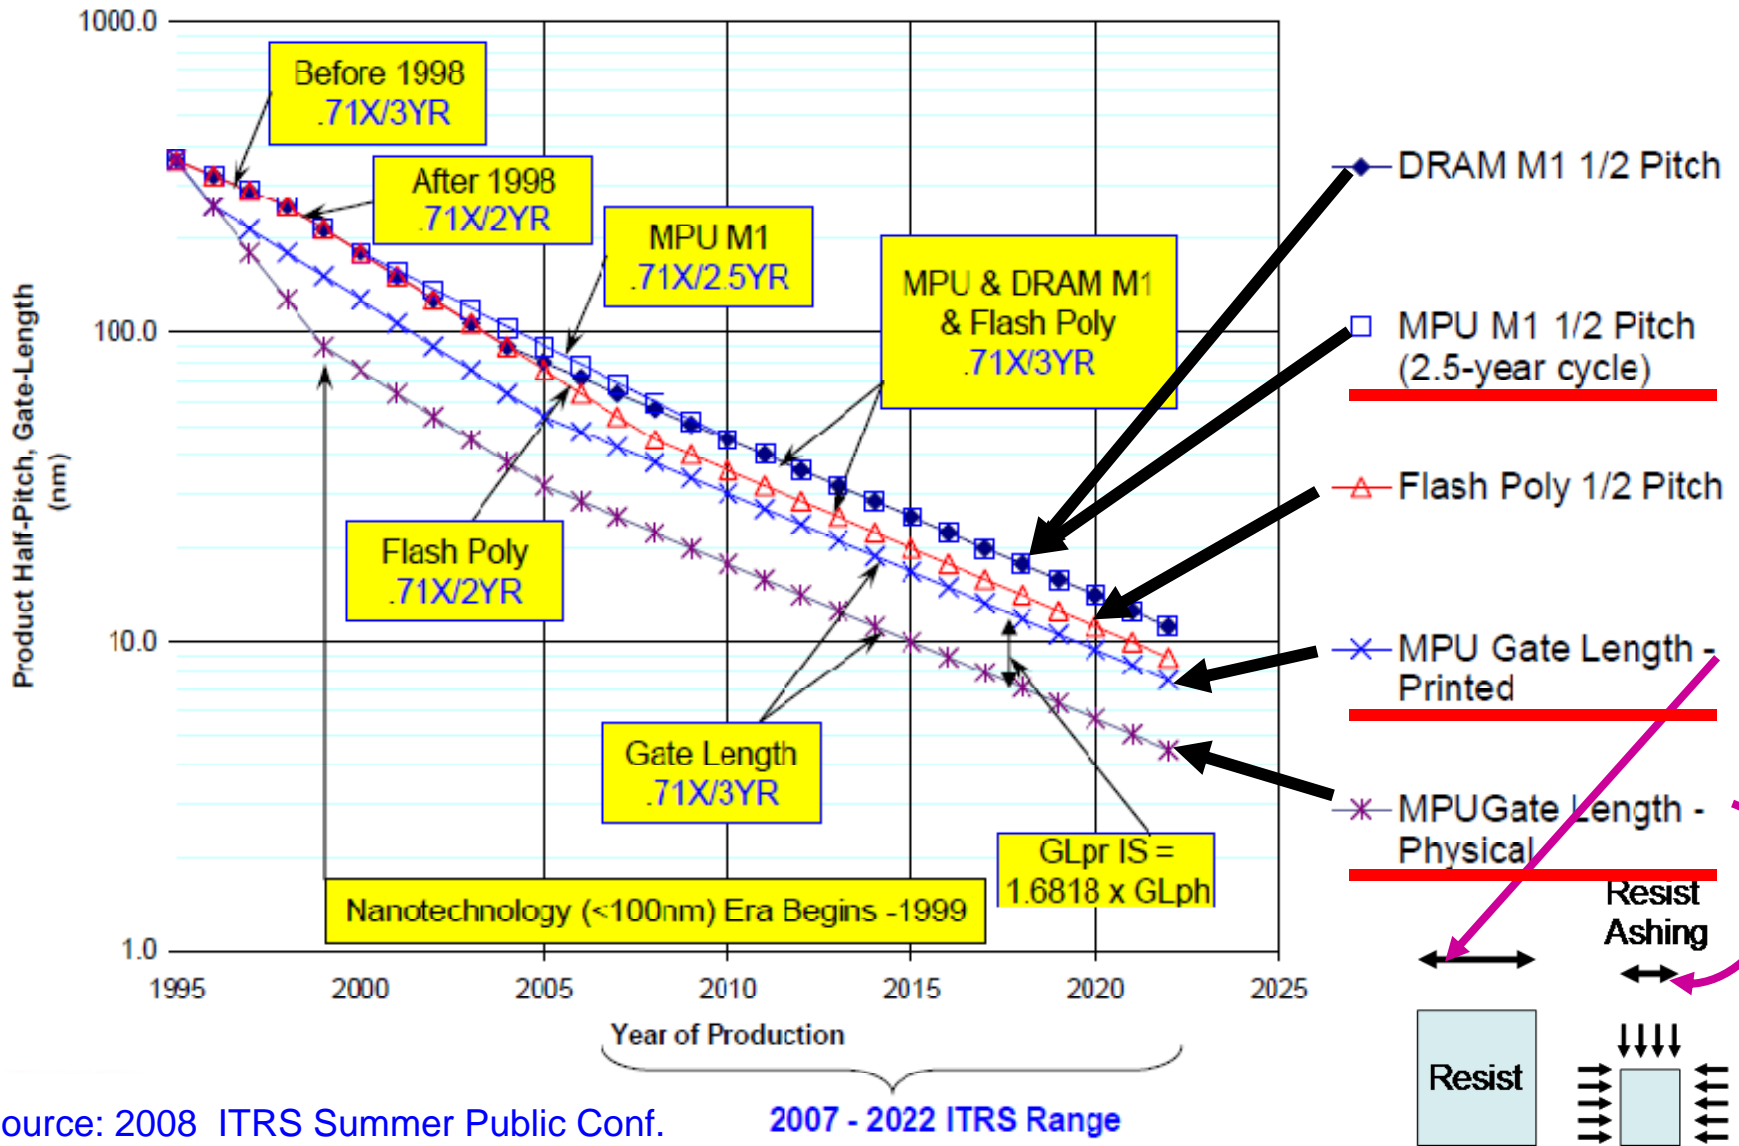 1000.0
100.0
10.0
1.0
Product Half-Pitch, Gate-Length
(nm)
1995
2000
2005
2010
2015
2020
2025
Year of Production
Before 1998
.71X/3YR
After 1998
.71X/2YR
MPU M1
.71X/2.5YR
MPU & DRAM M1
& Flash Poly
.71X/3YR
Flash Poly
.71X/2YR
Gate Length
.71X/3YR
GLpr IS =
1.6818 x GLph
Nanotechnology (<100nm) Era Begins -1999
DRAM M1 1/2 Pitch
MPU M1 1/2 Pitch
(2.5-year cycle)
Flash Poly 1/2 Pitch
MPU Gate Length -
Printed
MPUGate Length -
Physical
Resist
Ashing
Resist
ource: 2008 ITRS Summer Public Conf.
2007 - 2022 ITRS Range